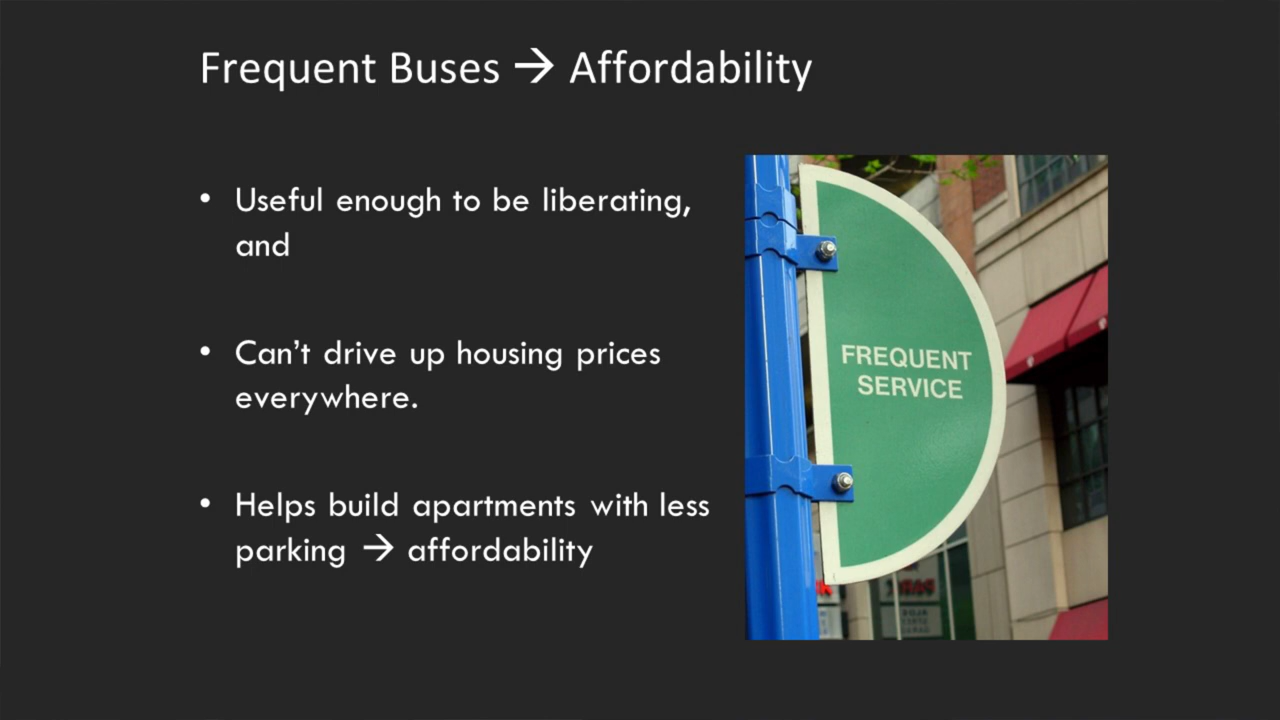 Frequent Buses → Affordability
• Useful enough to be liberating,
and
• Can’t drive up housing prices
everywhere.
• Helps build apartments with less
parking → affordability
FREQUENT
SERVICE